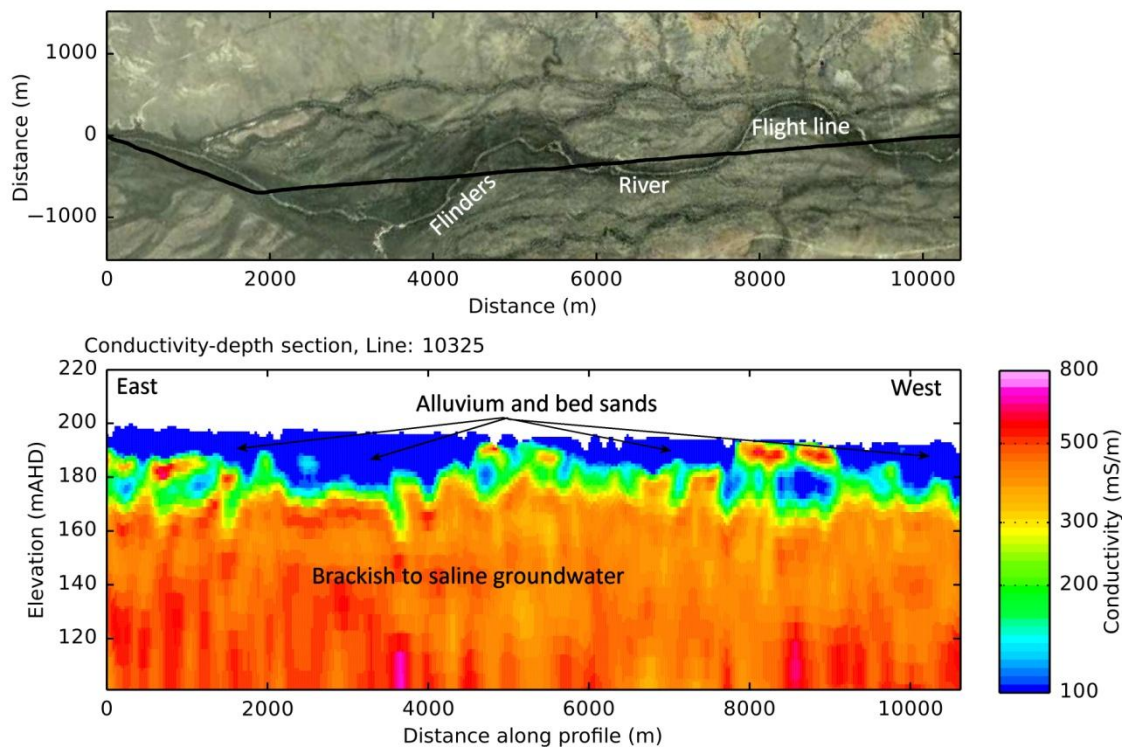 1000
0
−1000
Distance (m)
Flight line
River
Flinders
0 2000 4000 6000 8000 10000
Distance (m)
Conductivity-depth section, Line: 10325
220
200
180
160
140
120
Elevation (mAHD)
East
West
Alluvium and bed sands
Brackish to saline groundwater
0 2000 4000 6000 8000 10000
Distance along profile (m)
800
500
300
200
100
Conductivity (mS/m)